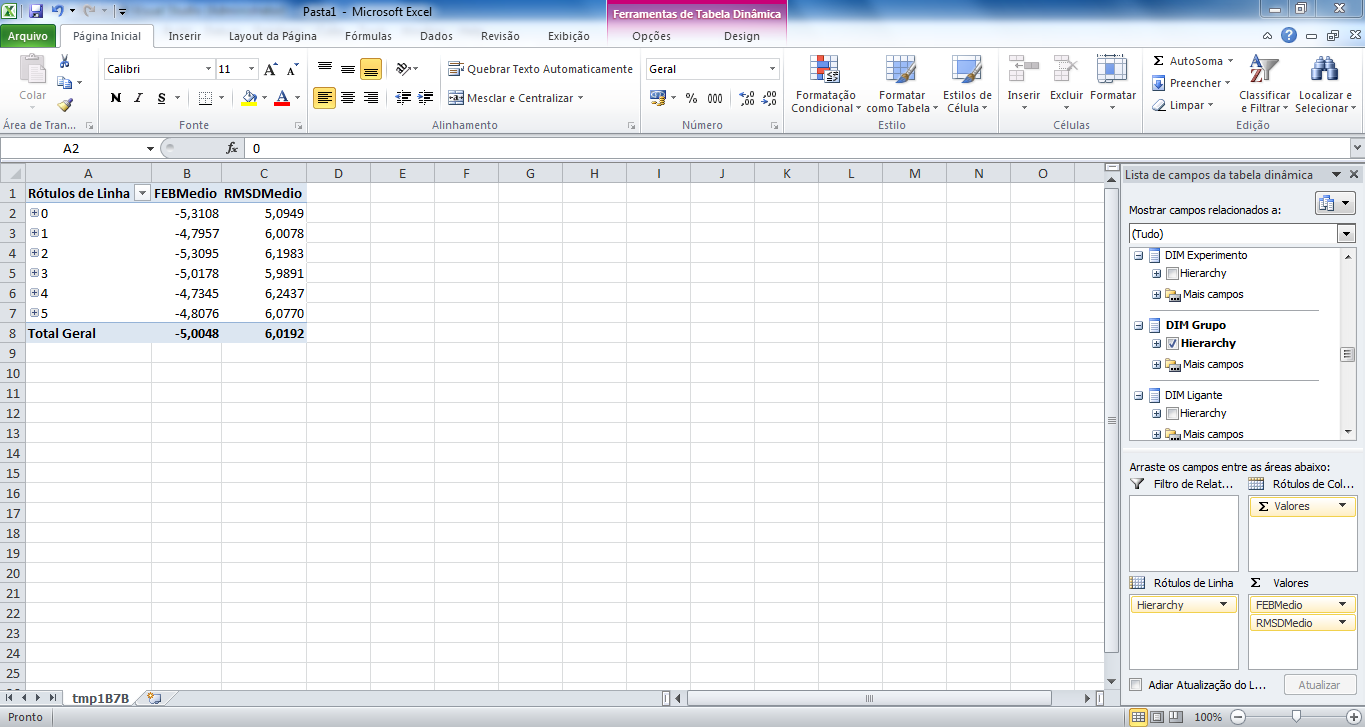 Pasta1 - Microsoft Excel
Ferramentas de Tabela Dinâmica
Arquivo Página Inicial Inserir Layout da Página Fórmulas Dados Revisão Exibição Opções Design
Colar
Calibri 11
N I S
Quebrar Texto Automaticamente
Mesclar e Centralizar
Geral
% 000
Formatação Condicional
Formatar como Tabela
Estilos de Célula
Inserir Excluir Formatar
Σ AutoSoma
Preencher
Limpar
Classificar e Filtrar
Localizar e Selecionar
Área de Tran... Fonte Alinhamento Número Estilo Células Edição
A2 fx 0
A B C D E F G H I J K L M N O
1 Rótulos de Linha FEBMedio RMSDMedio
2 0 -5,3108 5,0949
3 1 -4,7957 6,0078
4 2 -5,3095 6,1983
5 3 -5,0178 5,9891
6 4 -4,7345 6,2437
7 5 -4,8076 6,0770
8 Total Geral -5,0048 6,0192
9
10
11
12
13
14
15
16
17
18
19
20
21
22
23
24
25
Lista de campos da tabela dinâmica
Mostrar campos relacionados a:
(Tudo)
DIM Experimento
Hierarchy
Mais campos
DIM Grupo
Hierarchy
Mais campos
DIM Ligante
Hierarchy
Mais campos
Arraste os campos entre as áreas abaixo:
Filtro de Relat... Rótulos de Col...
Σ Valores
Rótulos de Linha Σ Valores
Hierarchy FEBMedio
RMSDMedio
Adiar Atualização do L... Atualizar
tmp1B7B
Pronto 100%